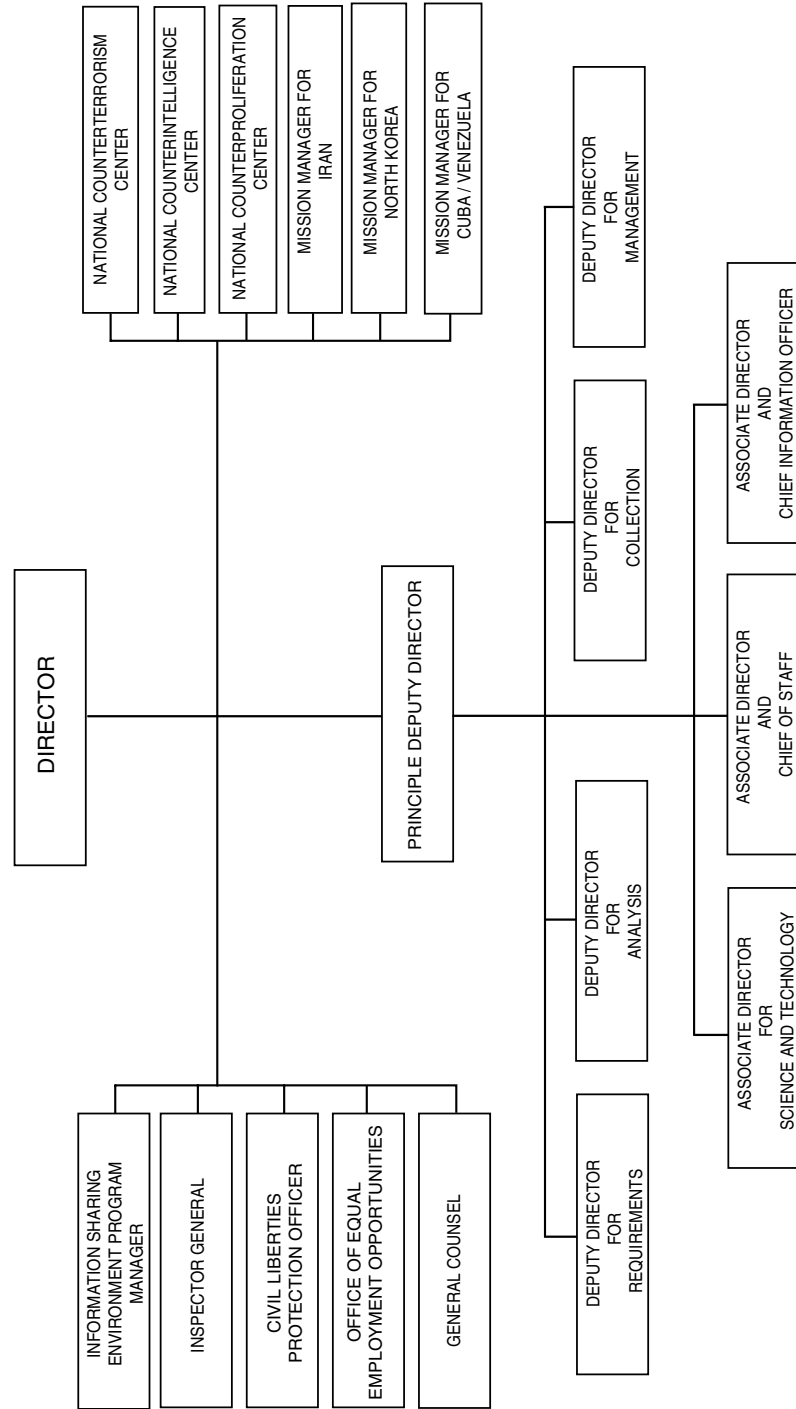 DIRECTOR
INFORMATION SHARING
ENVIRONMENT PROGRAM
MANAGER
INSPECTOR GENERAL
CIVIL LIBERTIES
PROTECTION OFFICER
OFFICE OF EQUAL
EMPLOYMENT OPPORTUNITIES
GENERAL COUNSEL
NATIONAL COUNTERTERRORISM
CENTER
NATIONAL COUNTERINTELLIGENCE
CENTER
NATIONAL COUNTERPROLIFERATION
CENTER
MISSION MANAGER FOR
IRAN
MISSION MANAGER FOR
NORTH KOREA
MISSION MANAGER FOR
CUBA / VENEZUELA
PRINCIPLE DEPUTY DIRECTOR
DEPUTY DIRECTOR
FOR
REQUIREMENTS
DEPUTY DIRECTOR
FOR
ANALYSIS
DEPUTY DIRECTOR
FOR
COLLECTION
DEPUTY DIRECTOR
FOR
MANAGEMENT
ASSOCIATE DIRECTOR
FOR
SCIENCE AND TECHNOLOGY
ASSOCIATE DIRECTOR
AND
CHIEF OF STAFF
ASSOCIATE DIRECTOR
AND
CHIEF INFORMATION OFFICER